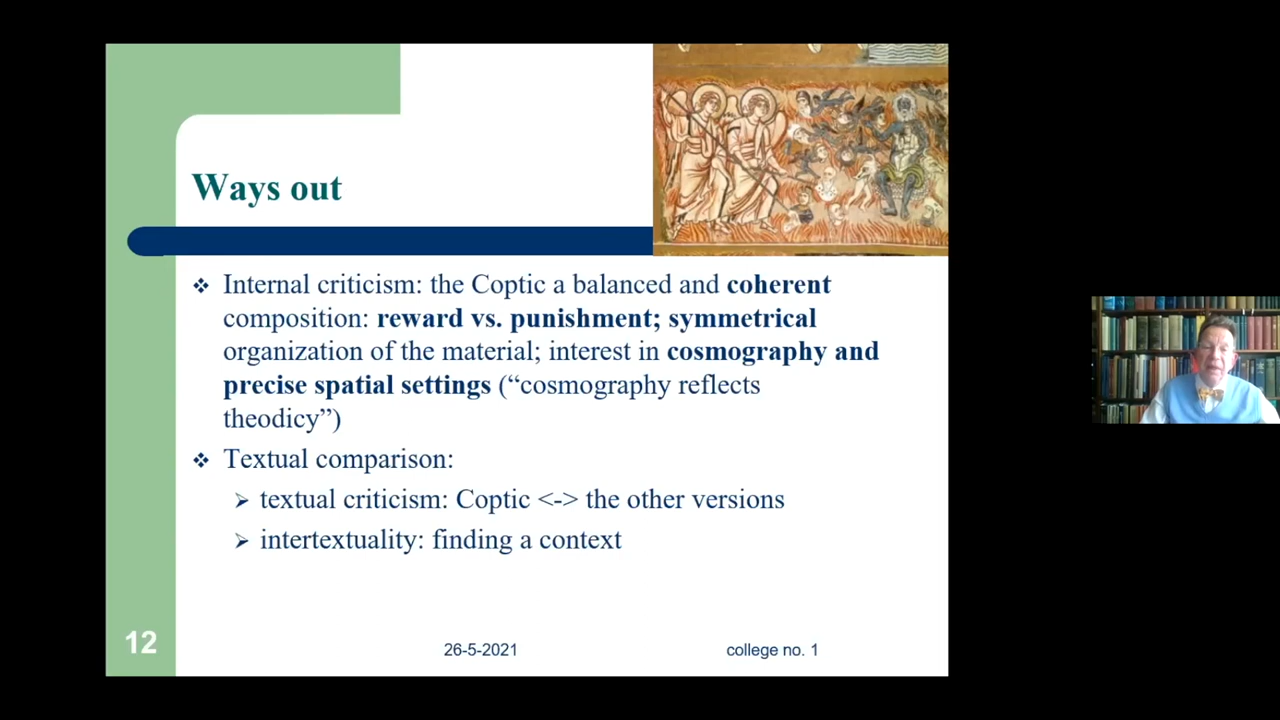 Ways out
❖ Internal criticism: the Coptic a balanced and coherent
composition: reward vs. punishment; symmetrical
organization of the material; interest in cosmography and
precise spatial settings (“cosmography reflects
theodicy”)
❖ Textual comparison:
➢ textual criticism: Coptic <-> the other versions
➢ intertextuality: finding a context
12
26-5-2021
college no. 1